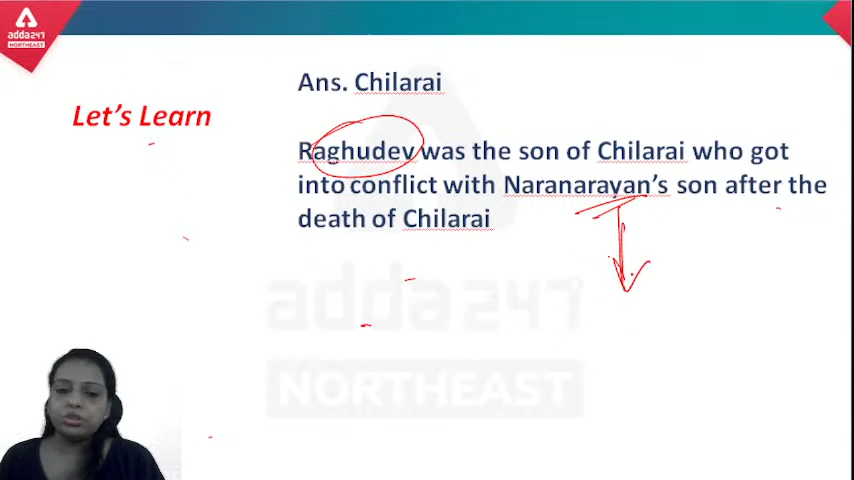 adda247
NORTHEAST
Let's Learn
Ans. Chilarai
Raghudev was the son of Chilarai who got
into conflict with Naranarayan's son after the
death of Chilarai
adda247
NORTHEAST